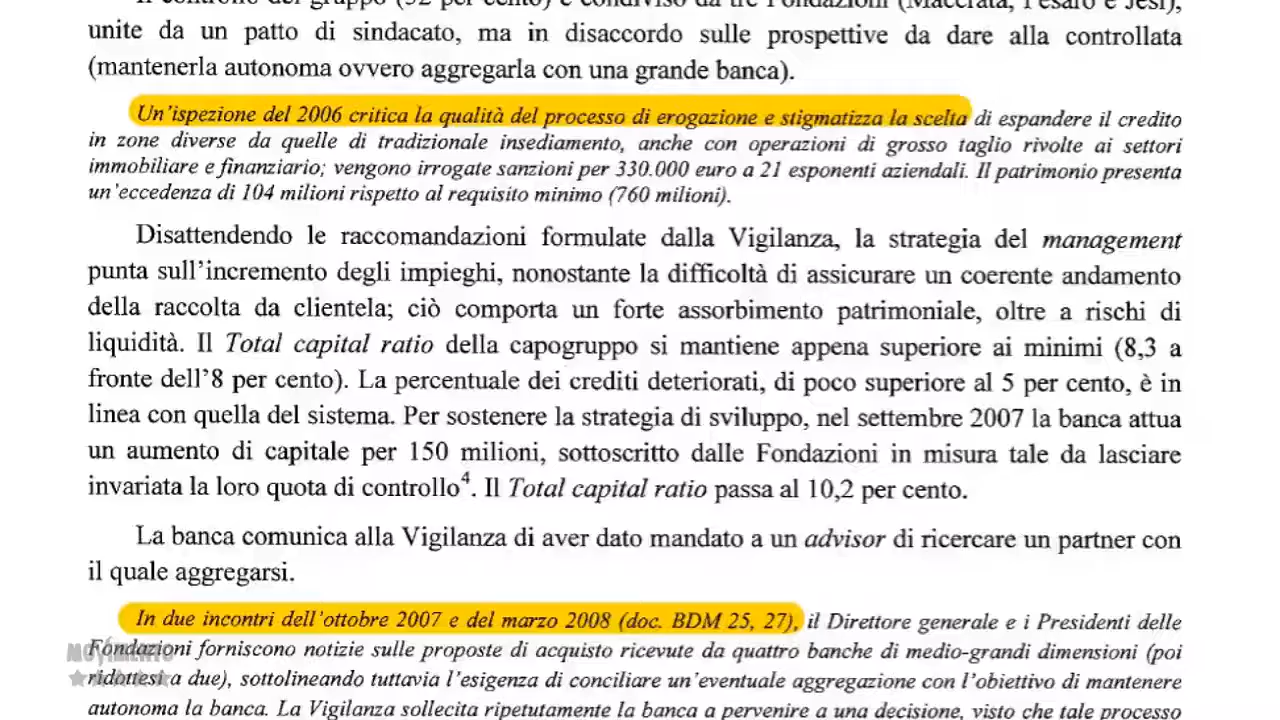 Il controllo del gruppo (52 per cento) è condiviso da tre Fondazioni (Macerata, Pesaro e Jesi),
unite da un patto di sindacato, ma in disaccordo sulle prospettive da dare alla controllata
(mantenerla autonoma ovvero aggregarla con una grande banca).
Un'ispezione del 2006 critica la qualità del processo di erogazione e stigmatizza la scelta di espandere il credito
in zone diverse da quelle di tradizionale insediamento, anche con operazioni di grosso taglio rivolte ai settori
immobiliare e finanziario; vengono irrogate sanzioni per 330.000 euro a 21 esponenti aziendali. Il patrimonio presenta
un'eccedenza di 104 milioni rispetto al requisito minimo (760 milioni).
Disattendendo le raccomandazioni formulate dalla Vigilanza, la strategia del management
punta sull'incremento degli impieghi, nonostante la difficoltà di assicurare un coerente andamento
della raccolta da clientela; ciò comporta un forte assorbimento patrimoniale, oltre a rischi di
liquidità. Il Total capital ratio della capogruppo si mantiene appena superiore ai minimi (8,3 a
fronte dell'8 per cento). La percentuale dei crediti deteriorati, di poco superiore al 5 per cento, è in
linea con quella del sistema. Per sostenere la strategia di sviluppo, nel settembre 2007 la banca attua
un aumento di capitale per 150 milioni, sottoscritto dalle Fondazioni in misura tale da lasciare
invariata la loro quota di controllo4. Il Total capital ratio passa al 10,2 per cento.
La banca comunica alla Vigilanza di aver dato mandato a un advisor di ricercare un partner con
il quale aggregarsi.
In due incontri dell'ottobre 2007 e del marzo 2008 (doc. BDM 25, 27), il Direttore generale e i Presidenti delle
Fondazioni forniscono notizie sulle proposte di acquisto ricevute da quattro banche di medio-grandi dimensioni (poi
ridottesi a due), sottolineando tuttavia l'esigenza di conciliare un'eventuale aggregazione con l'obiettivo di mantenere
autonoma la banca. La Vigilanza sollecita ripetutamente la banca a pervenire a una decisione, visto che tale processo
MOVIMENTO